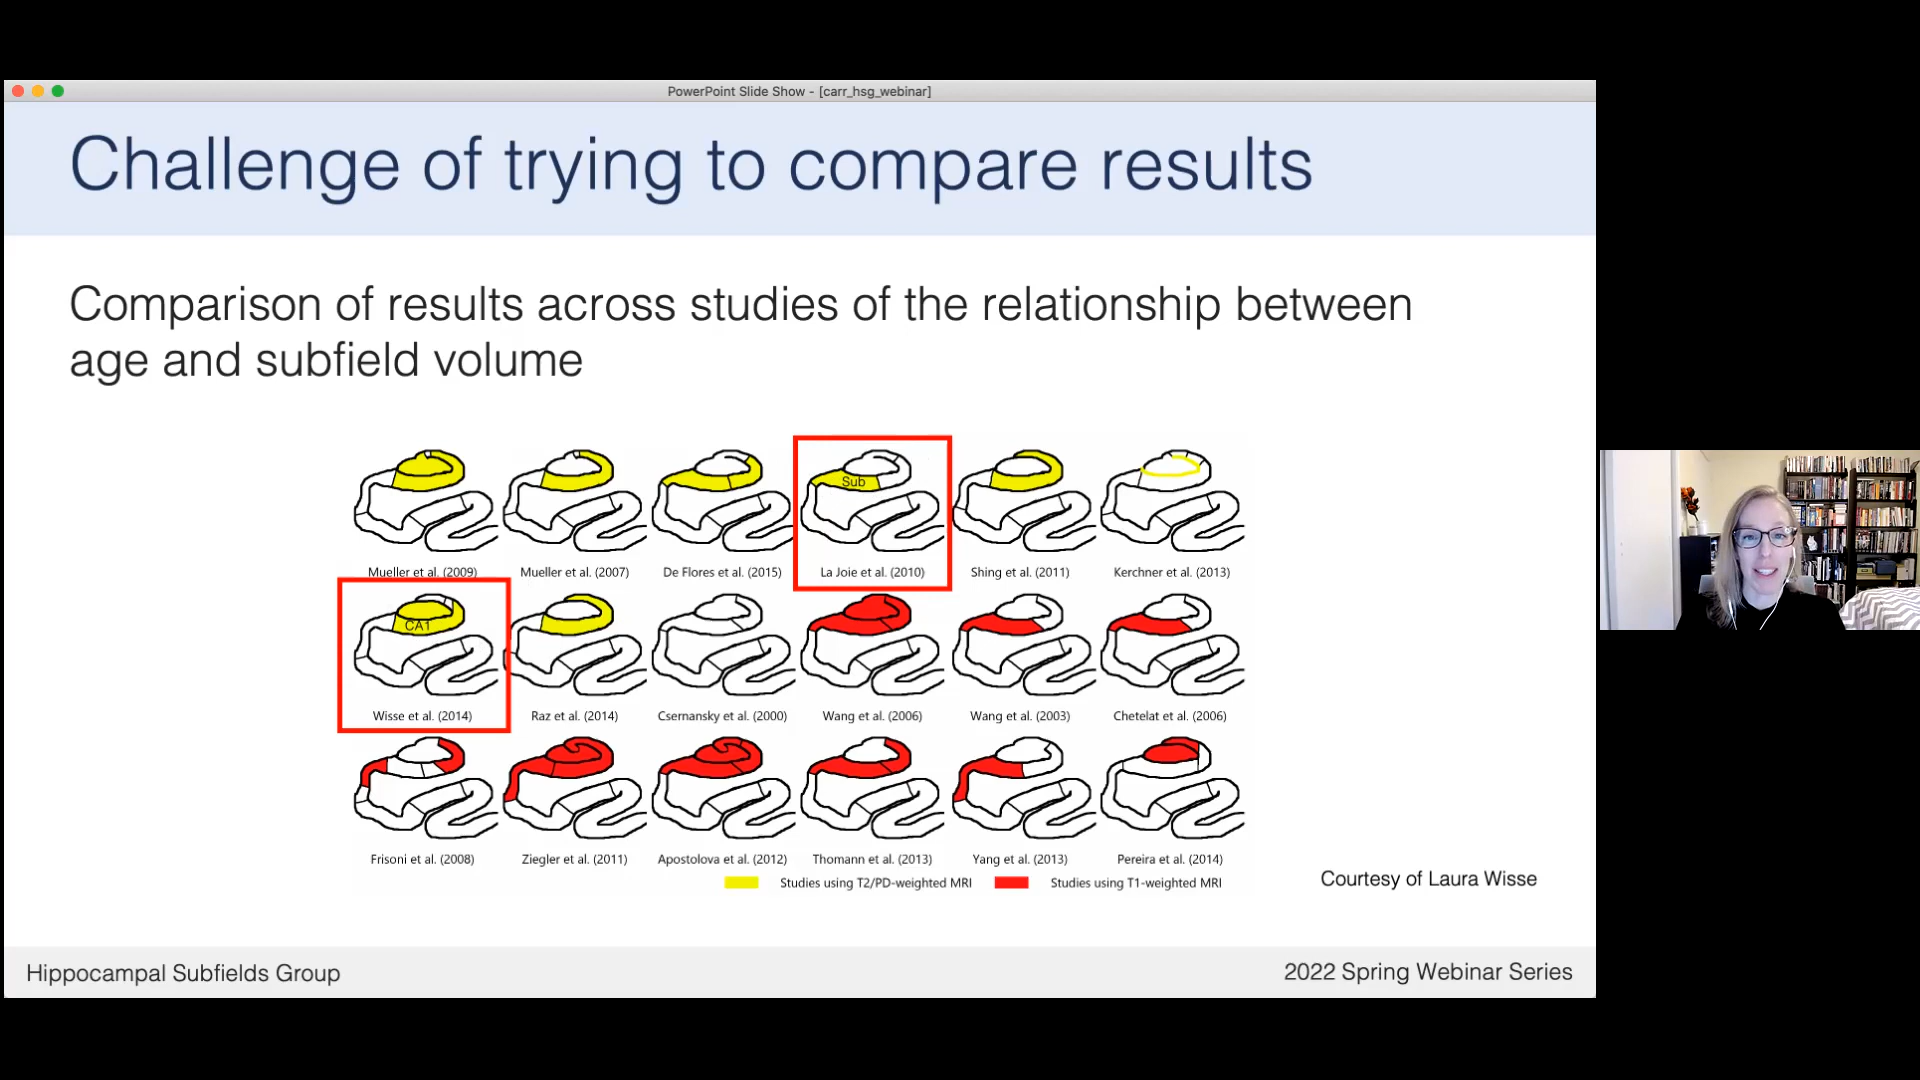 PowerPoint Slide Show - [carr_hsg_webinar]
Challenge of trying to compare results
Comparison of results across studies of the relationship between
age and subfield volume
Sub
Mueller et al. (2009)
Mueller et al. (2007)
De Flores et al. (2015)
La Joie et al. (2010)
Shing et al. (2011)
Kerchner et al. (2013)
CA1
Wisse et al. (2014)
Raz et al. (2014)
Csernansky et al. (2000)
Wang et al. (2006)
Wang et al. (2003)
Chetelat et al. (2006)
Frisoni et al. (2008)
Ziegler et al. (2011)
Apostolova et al. (2012)
Thomann et al. (2013)
Yang et al. (2013)
Pereira et al. (2014)
Studies using T2/PD-weighted MRI
Studies using T1-weighted MRI
Courtesy of Laura Wisse
Hippocampal Subfields Group
2022 Spring Webinar Series